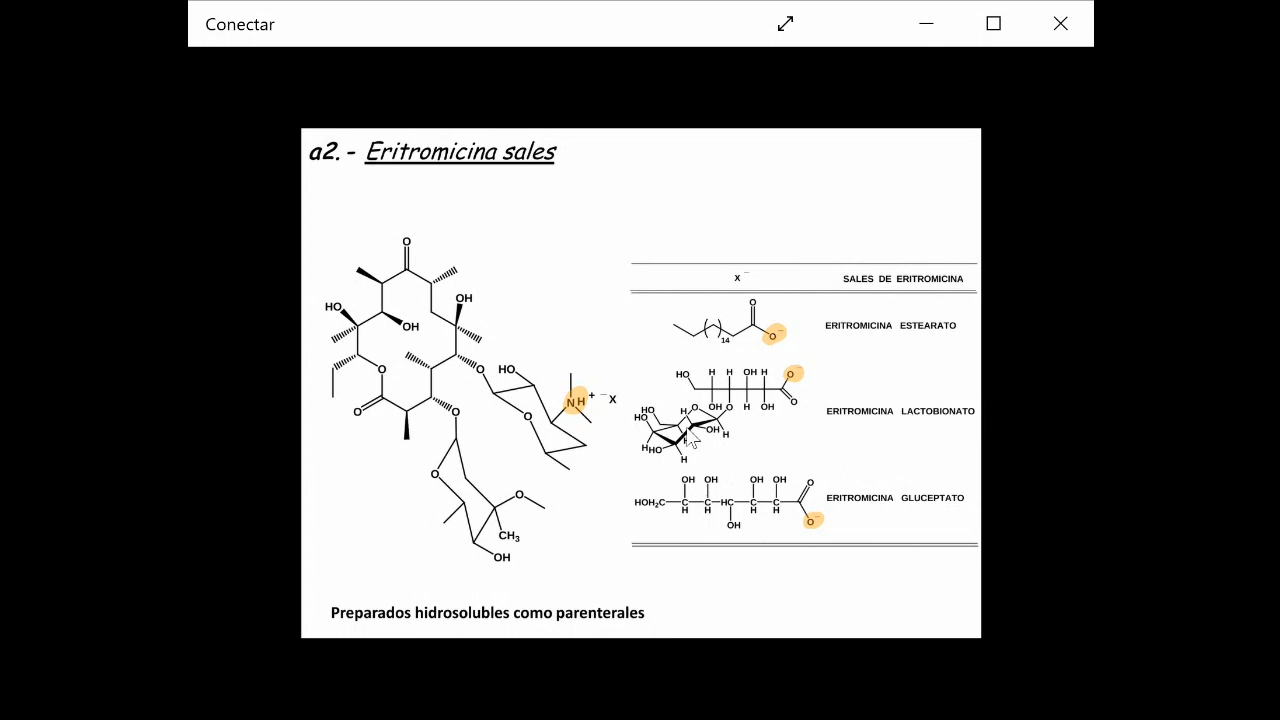 Conectar
a2. - Eritromicina sales
O
OH
HO
OH
O
O
O
O
HO
O
NH + − X
O
O
CH3
OH
X − SALES DE ERITROMICINA
O
14
O−
ERITROMICINA ESTEARATO
H H OH H
HO
O−
O
OH O H OH
ERITROMICINA LACTOBIONATO
HO
HO
H
O
OH
H
H
HO
H
OH OH OH OH O
HOH2C C C HC C C
H H H H
OH
O−
ERITROMICINA GLUCEPTATO
Preparados hidrosolubles como parenterales